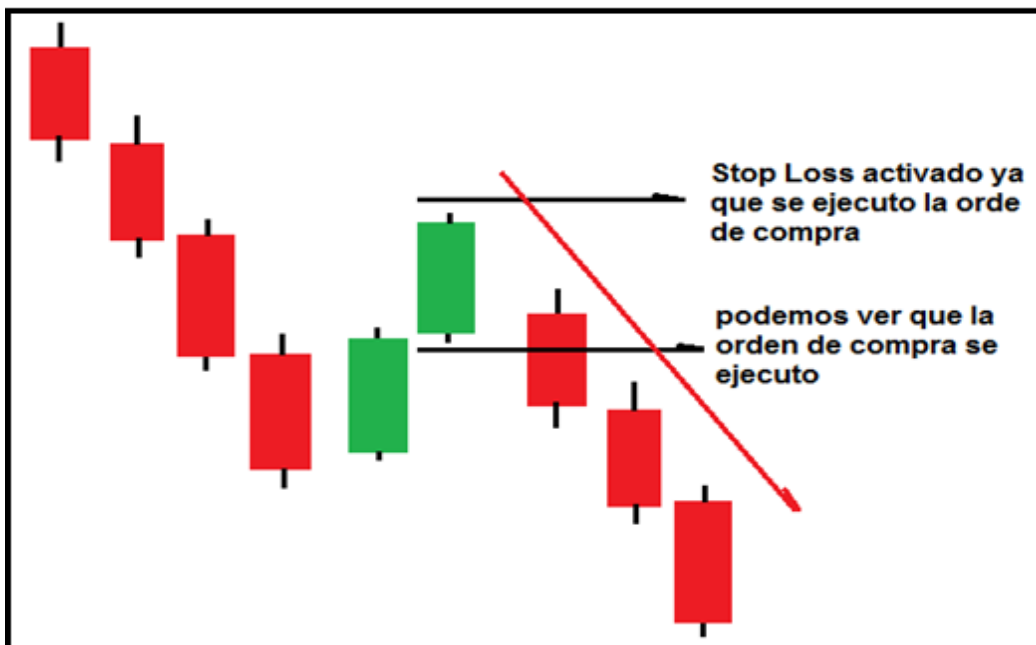 Stop Loss activado ya
que se ejecuto la orde
de compra
podemos ver que la
orden de compra se
ejecuto